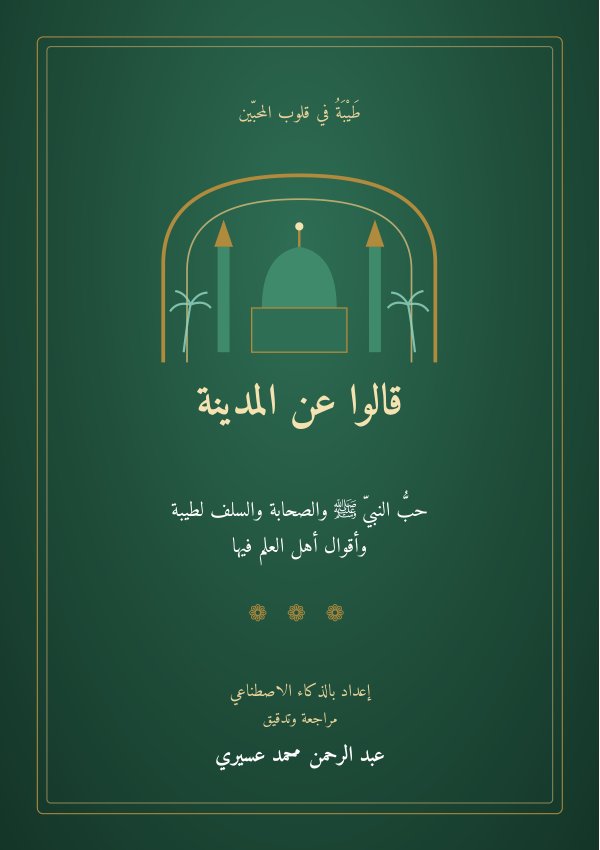 طَيْبَةُ في قلوب المحبّين
قالوا عن المدينة
حبُّ النبيّ ﷺ والصحابة والسلف لطيبة
وأقوال أهل العلم فيها
إعداد بالذكاء الاصطناعي
مراجعة وتدقيق
عبد الرحمن محمد عسيري